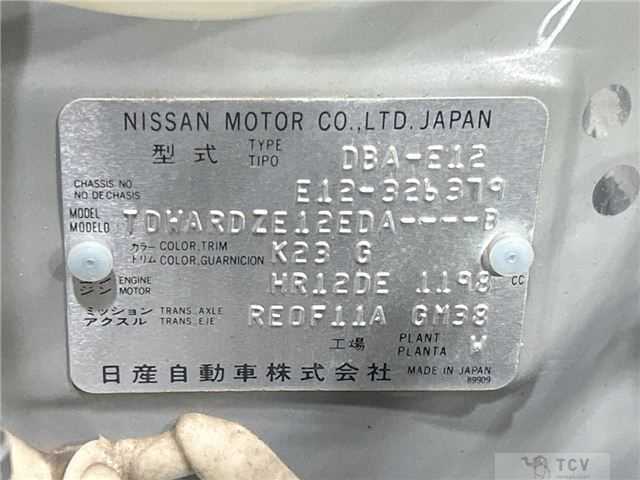 NISSAN MOTOR CO.,LTD. JAPAN
型式 TYPE TIPO DBA-E12
CHASSIS NO. NO DE CHASIS E12-326379
MODEL MODELO TDWARDZE12EDA----B
カラー COLOR,TRIM
トリム COLOR,GUARNICION K23 G
ジン ENGINE MOTOR HR12DE 1198 CC
ミッション TRANS. AXLE
アクスル TRANS. EJE RE0F11A GM38
工場 PLANT PLANTA W
日産自動車株式会社 MADE IN JAPAN
89909
TCV